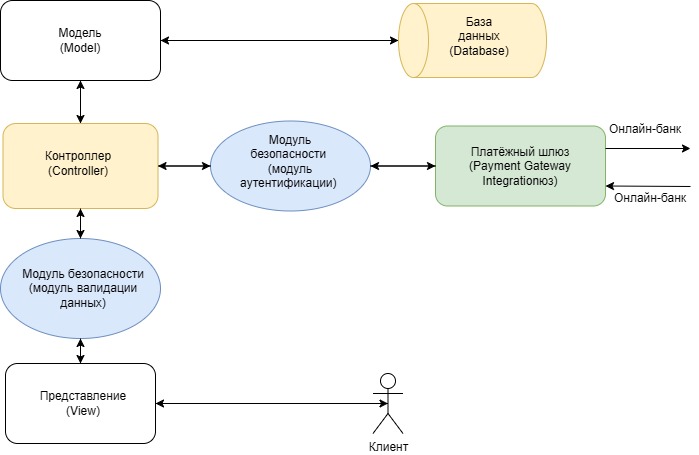 Модель
(Model)
База
данных
(Database)
Контроллер
(Controller)
Модуль
безопасности
(модуль
аутентификации)
Платёжный шлюз
(Payment Gateway
Integrationюз)
Онлайн-банк
Онлайн-банк
Модуль безопасности
(модуль валидации
данных)
Представление
(View)
Клиент